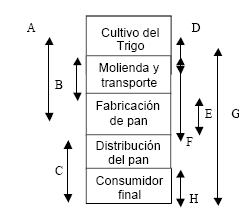 A
D
Cultivo del
Trigo
Molienda y
transporte
B
Fabricación
de pan
E
G
F
Distribución
del pan
C
Consumidor
final
H